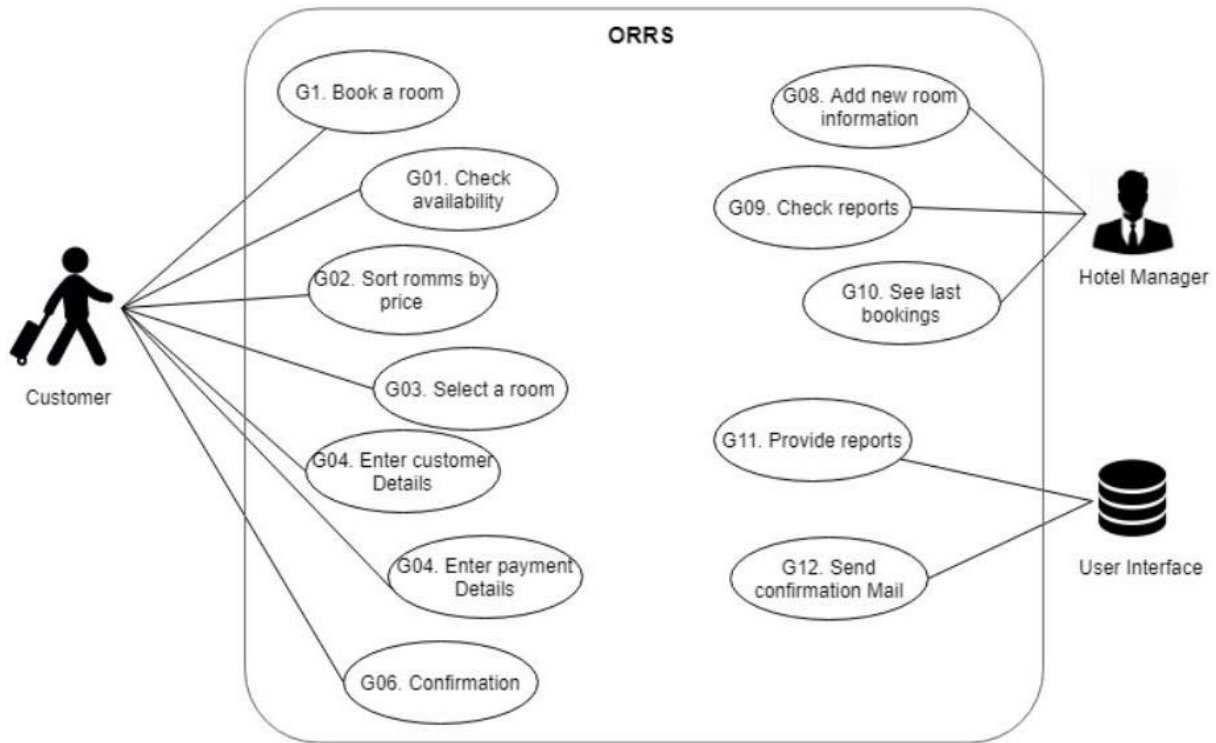 ORRS
G1. Book a room
G01. Check
availability
G02. Sort romms by
price
G03. Select a room
G04. Enter customer
Details
G04. Enter payment
Details
G06. Confirmation
Customer
G08. Add new room
information
G09. Check reports
G10. See last
bookings
Hotel Manager
G11. Provide reports
G12. Send
confirmation Mail
User Interface